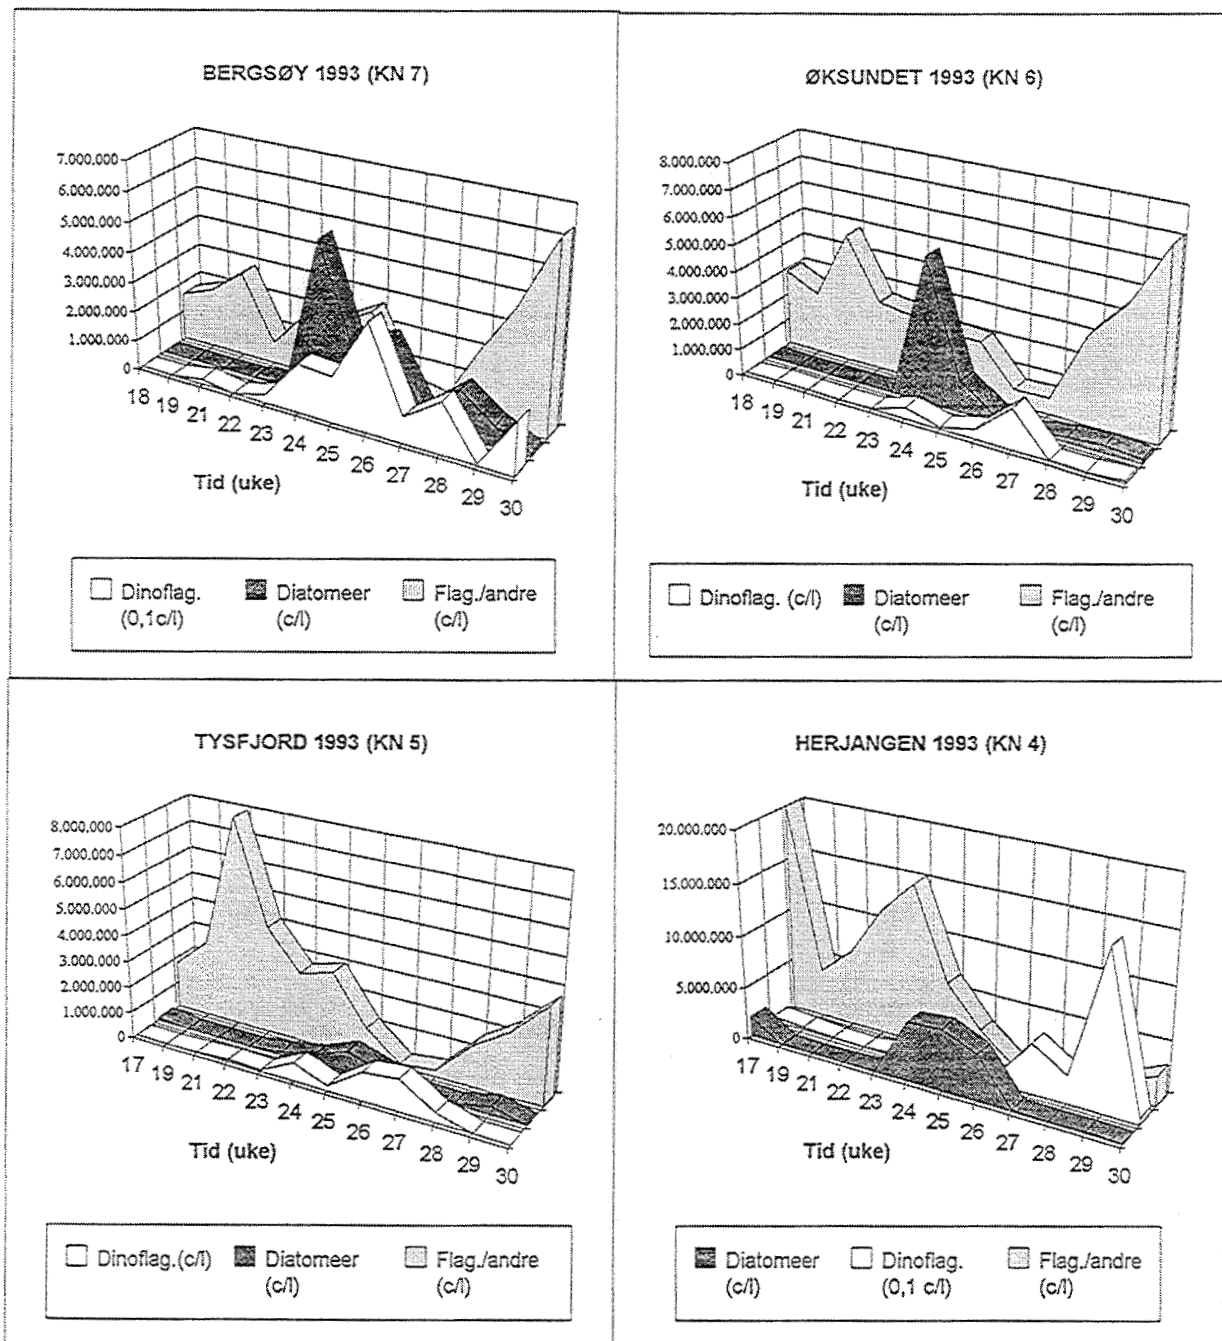 BERGSØY 1993 (KN 7)
7.000.000
6.000.000
5.000.000
4.000.000
3.000.000
2.000.000
1.000.000
0
18 19 21 22 23 24 25 26 27 28 29 30
Tid (uke)
Dinoflag. (0,1c/l)
Diatomeer (c/l)
Flag./andre (c/l)
ØKSUNDET 1993 (KN 6)
8.000.000
7.000.000
6.000.000
5.000.000
4.000.000
3.000.000
2.000.000
1.000.000
0
18 19 21 22 23 24 25 26 27 28 29 30
Tid (uke)
Dinoflag. (c/l)
Diatomeer (c/l)
Flag./andre (c/l)
TYSFJORD 1993 (KN 5)
8.000.000
7.000.000
6.000.000
5.000.000
4.000.000
3.000.000
2.000.000
1.000.000
0
17 19 21 22 23 24 25 26 27 28 29 30
Tid (uke)
Dinoflag.(c/l)
Diatomeer (c/l)
Flag./andre (c/l)
HERJANGEN 1993 (KN 4)
20.000.000
15.000.000
10.000.000
5.000.000
0
17 19 21 22 23 24 25 26 27 28 29 30
Tid (uke)
Diatomeer (c/l)
Dinoflag. (0,1 c/l)
Flag./andre (c/l)